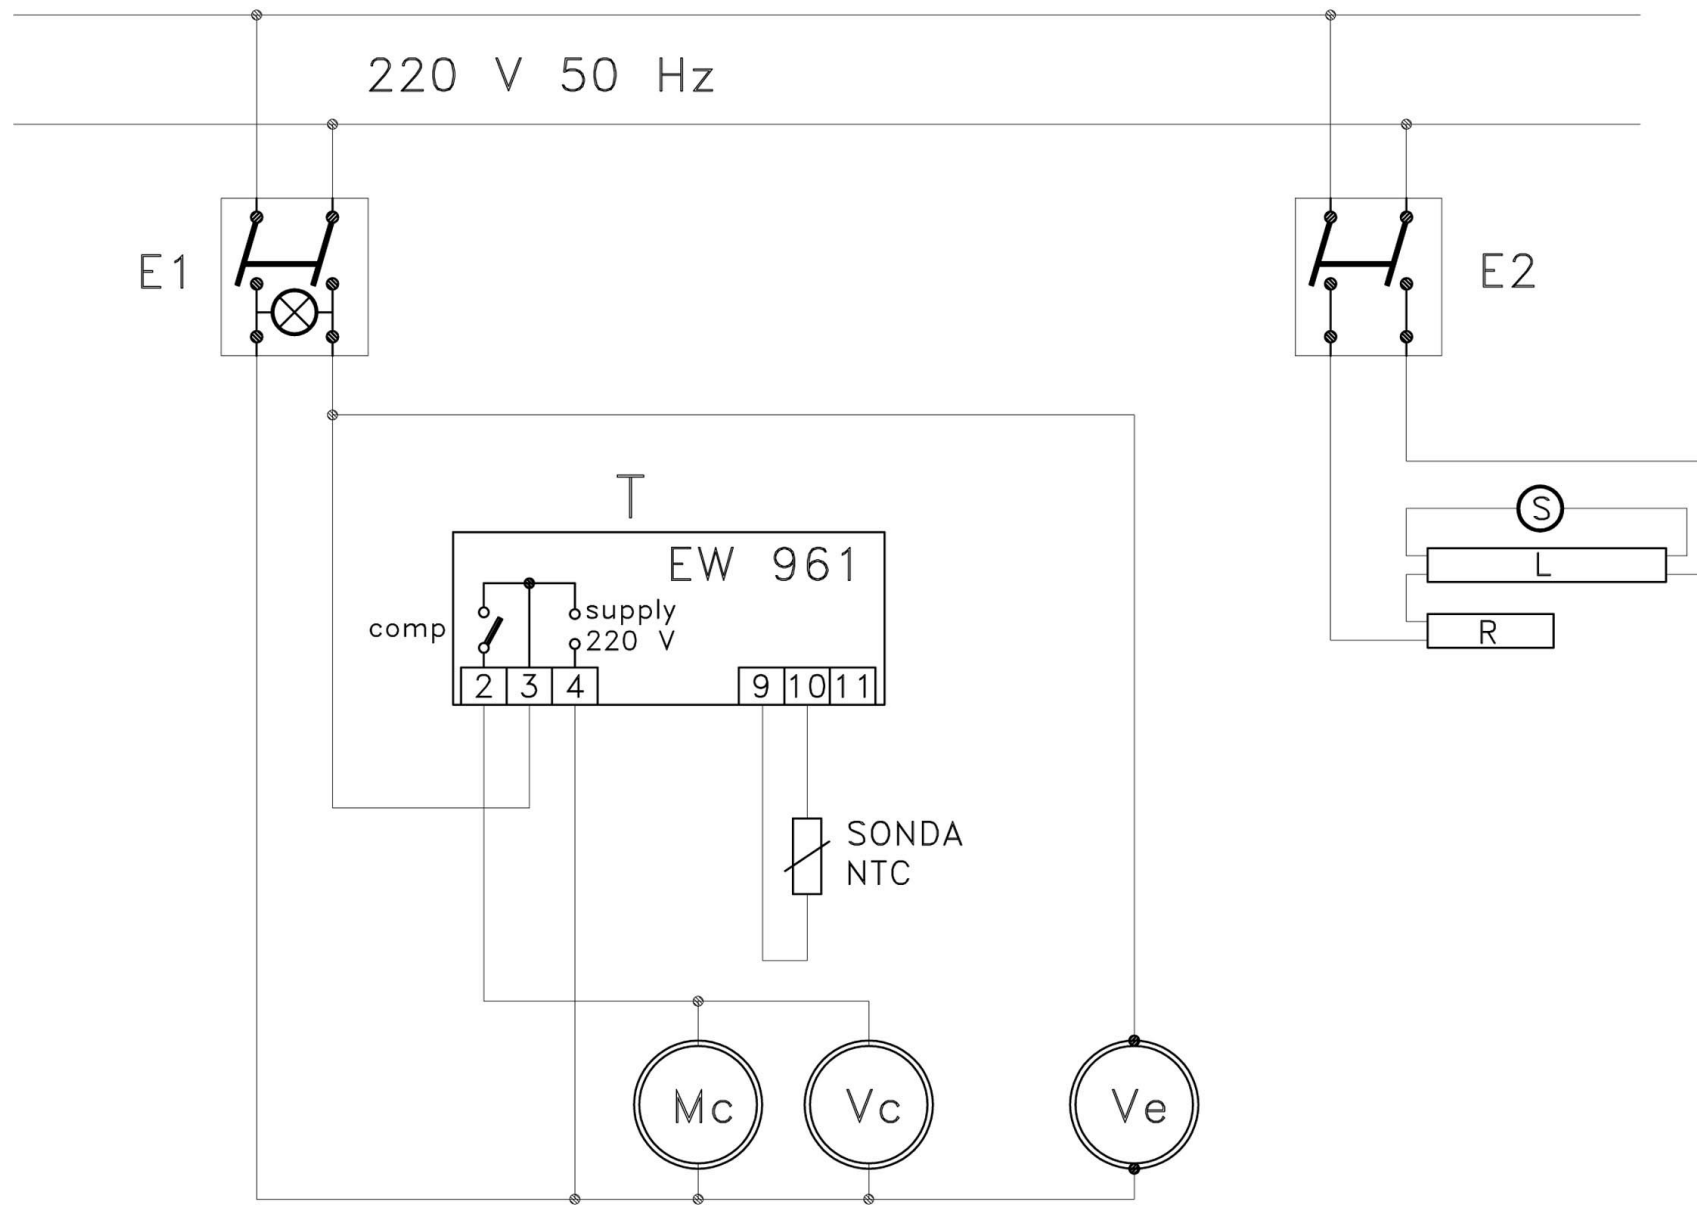 220 V 50 Hz
E1
E2
T
EW 961
S
L
R
comp
supply
220 V
2 3 4
9 10 11
SONDA
NTC
Mc
Vc
Ve